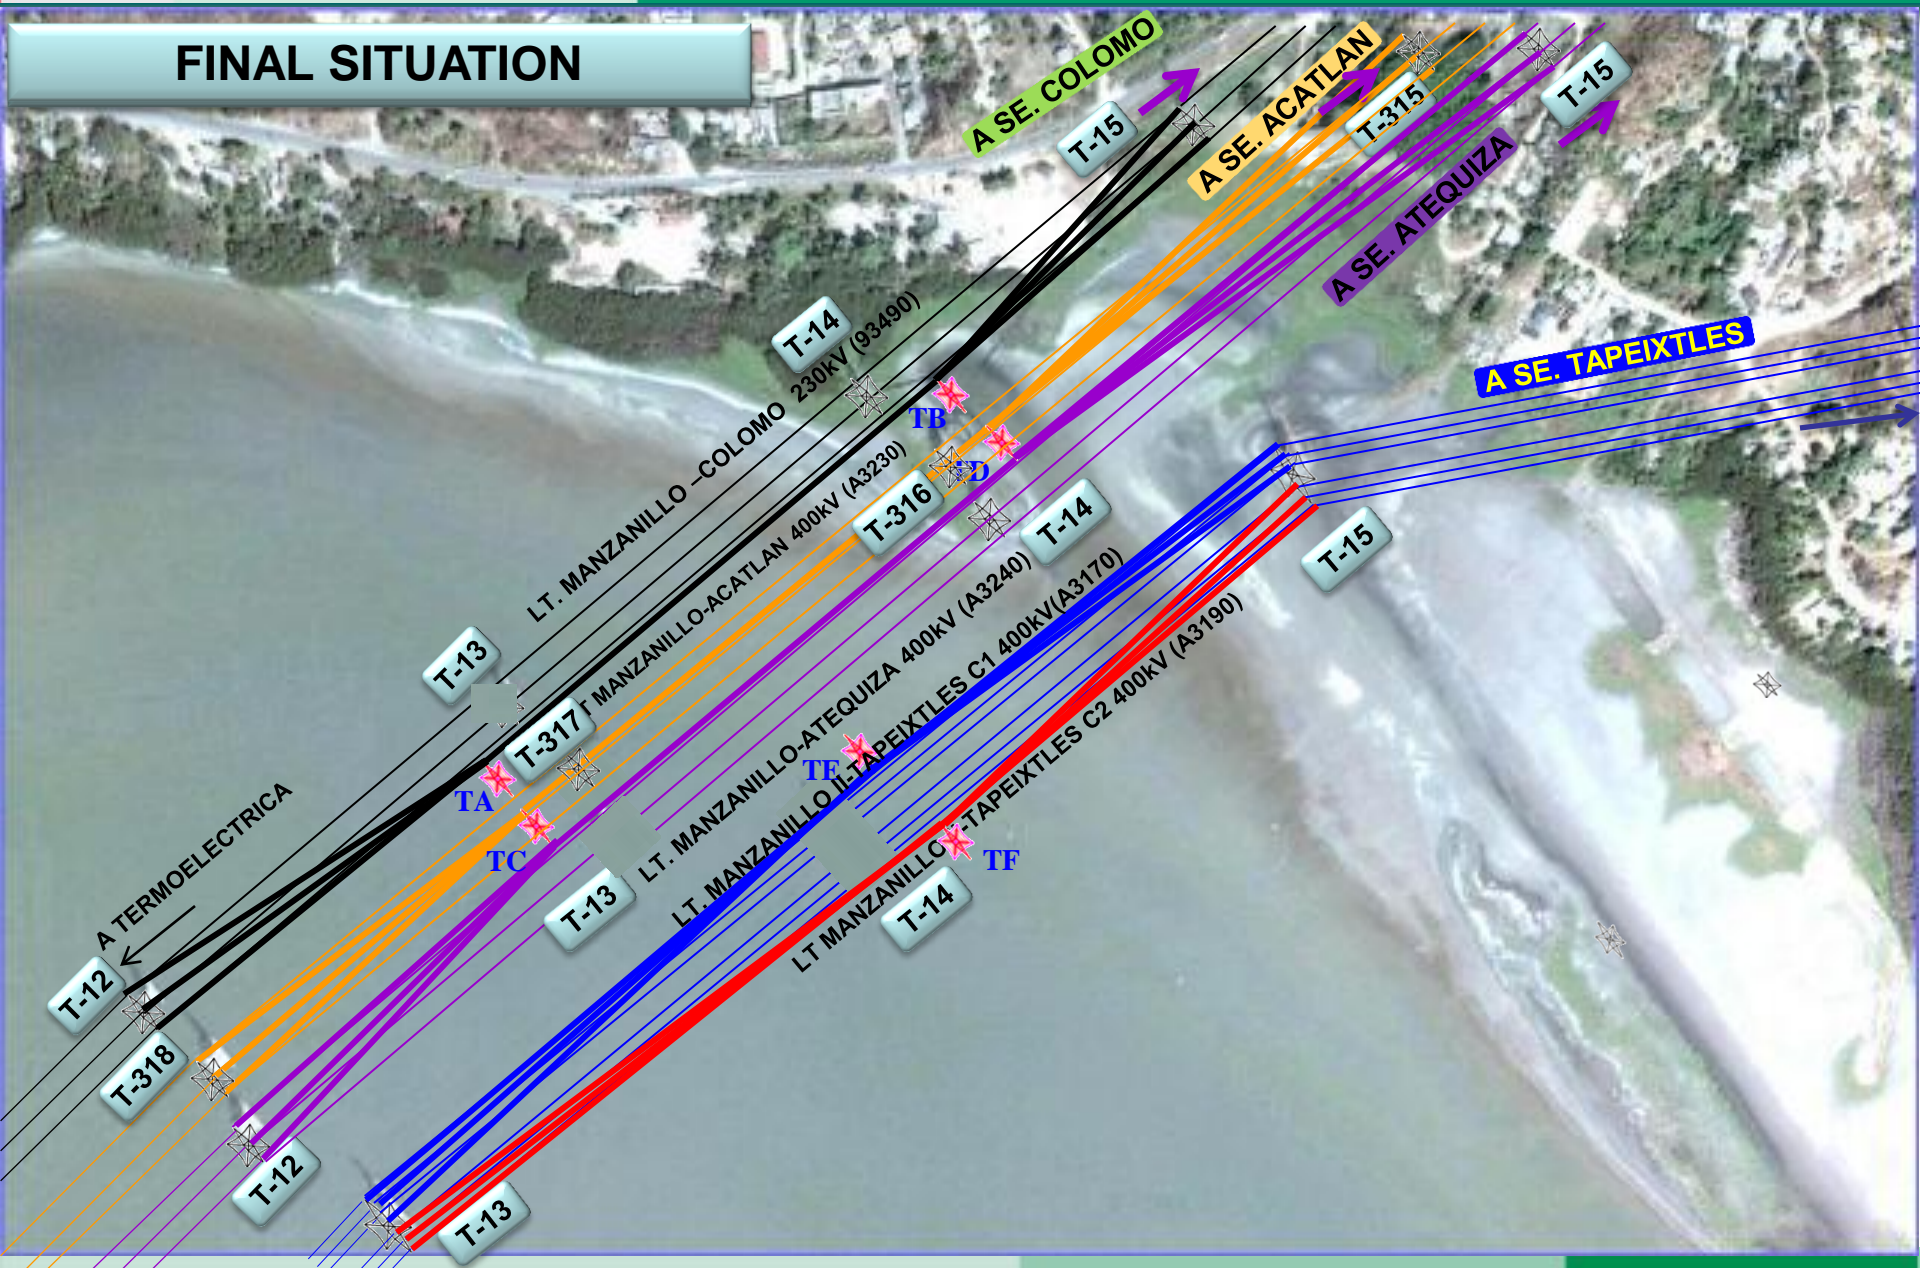 FINAL SITUATION
A SE. COLOMO
A SE. ACATLAN
T-15
T-315
T-15
A SE. ATEQUIZA
T-14
LT. MANZANILLO –COLOMO 230kV (93490)
A SE. TAPEIXTLES
TB
T-316
T-14
T-15
MANZANILLO-ACATLAN 400kV (A3230)
T-13
T-317
LT. MANZANILLO-ATEQUIZA 400kV (A3240)
LT. MANZANILLO II-TAPEIXTLES C1 400kV(A3170)
-TAPEIXTLES C2 400kV (A3190)
LT MANZANILLO
TA
TC
TF
T-13
T-14
A TERMOELECTRICA
T-12
T-318
T-12
T-13